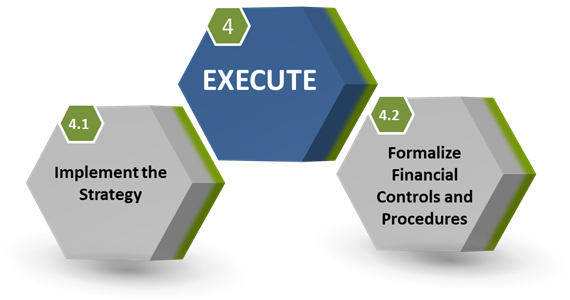 4
EXECUTE
4.1
Implement the
Strategy
4.2
Formalize
Financial
Controls and
Procedures